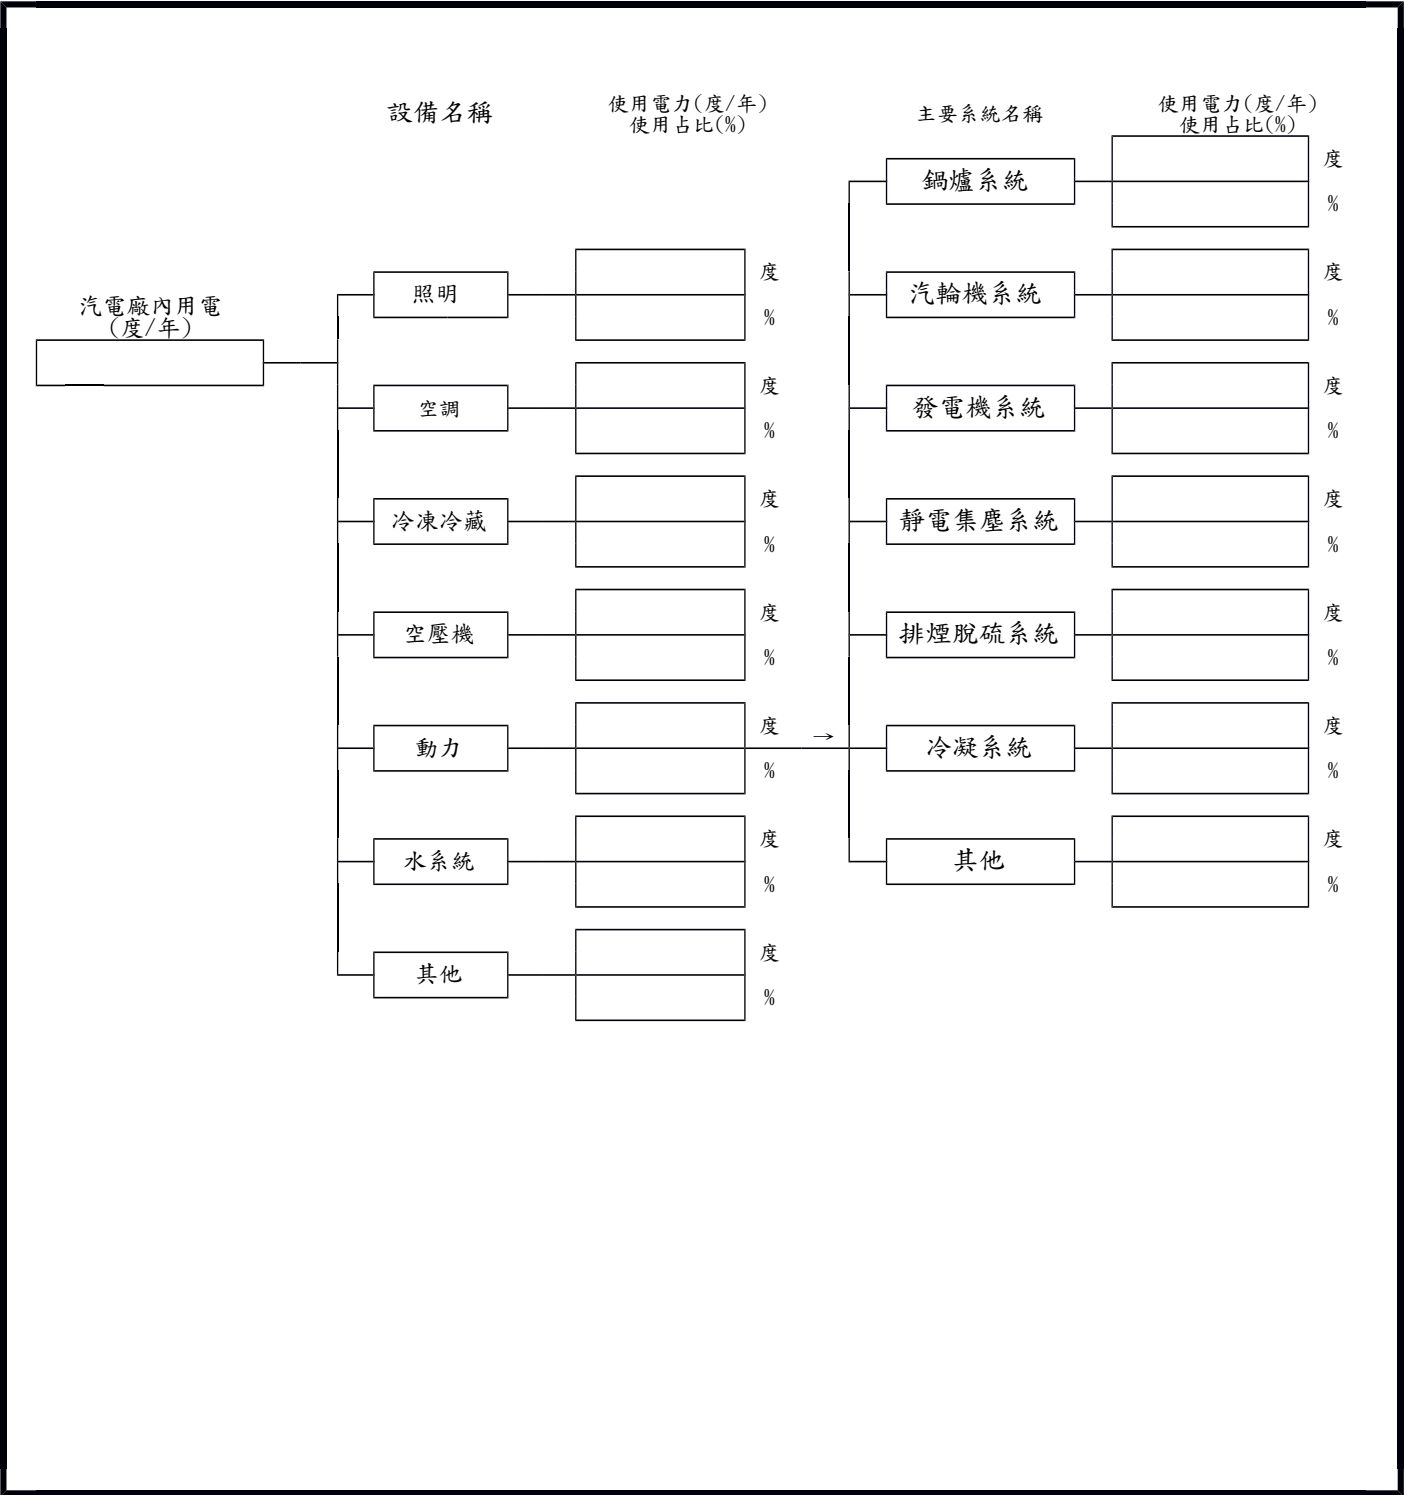 設備名稱
使用電力(度/年)
使用占比(%)
主要系統名稱
使用電力(度/年)
使用占比(%)
鍋爐系統
度
%
汽電廠內用電
(度/年)
照明
度
%
汽輪機系統
度
%
空調
度
%
發電機系統
度
%
冷凍冷藏
度
%
靜電集塵系統
度
%
空壓機
度
%
排煙脫硫系統
度
%
動力
度
%
→
冷凝系統
度
%
水系統
度
%
其他
度
%
其他
度
%